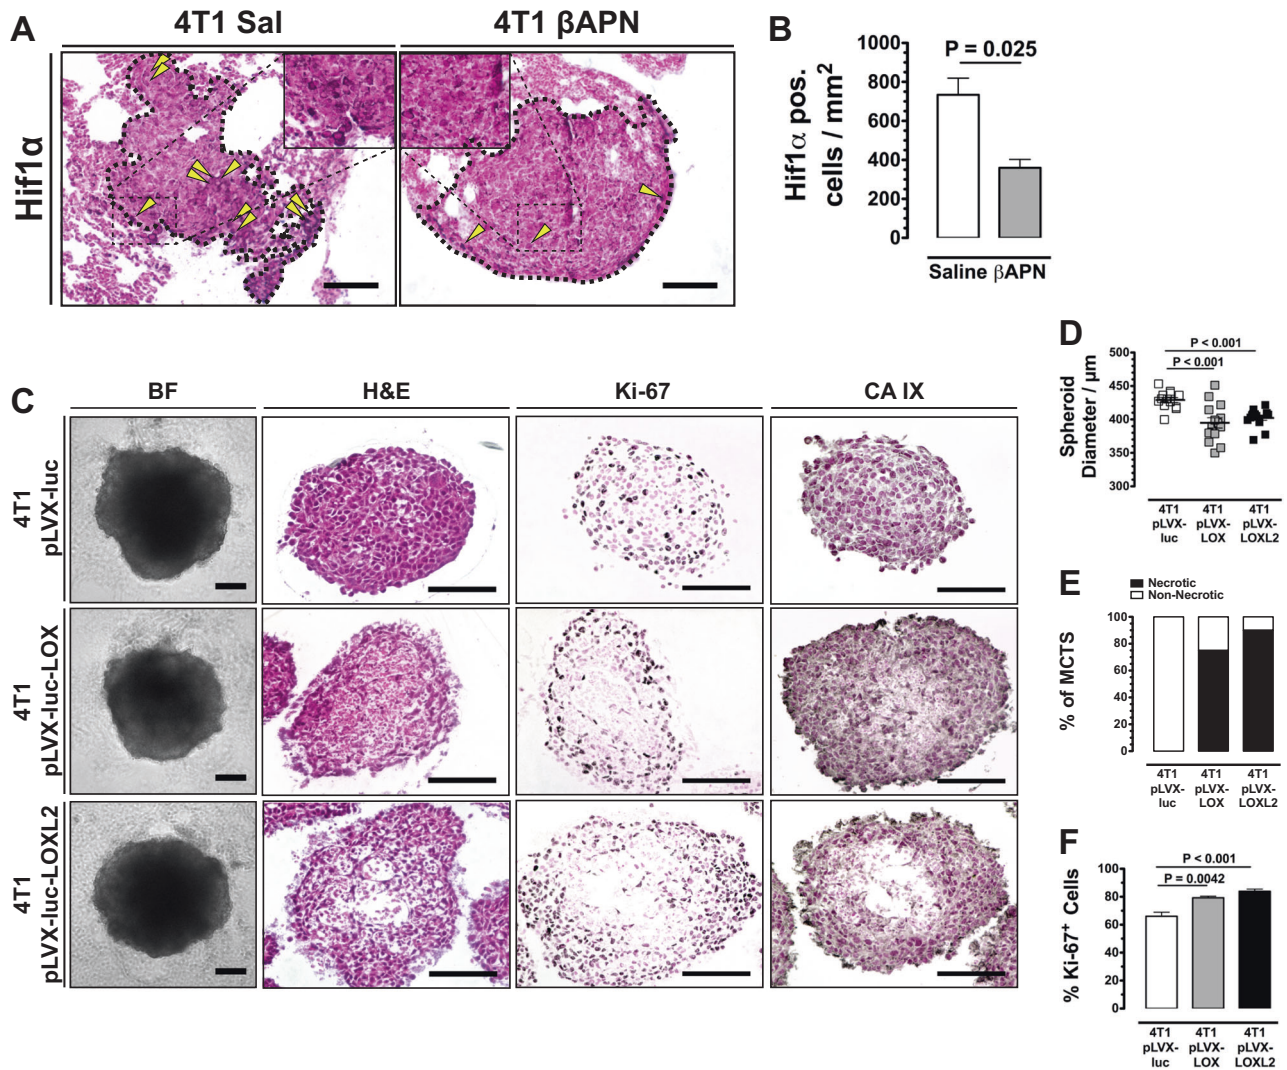 A
4T1 Sal
4T1 βAPN
Hif1α
B
Hif1α pos.
cells / mm2
1000
800
600
400
200
0
P = 0.025
Saline βAPN
C
BF
H&E
Ki-67
CA IX
4T1
pLVX-luc
4T1
pLVX-luc-LOX
4T1
pLVX-luc-LOXL2
D
Spheroid
Diameter / µm
500
450
400
350
300
P < 0.001
P < 0.001
4T1
pLVX-
luc
4T1
pLVX-
LOX
4T1
pLVX-
LOXL2
E
Necrotic
Non-Necrotic
% of MCTS
100
80
60
40
20
0
4T1
pLVX-
luc
4T1
pLVX-
LOX
4T1
pLVX-
LOXL2
F
% Ki-67+ Cells
100
80
60
40
20
0
P < 0.001
P = 0.0042
4T1
pLVX-
luc
4T1
pLVX-
LOX
4T1
pLVX-
LOXL2